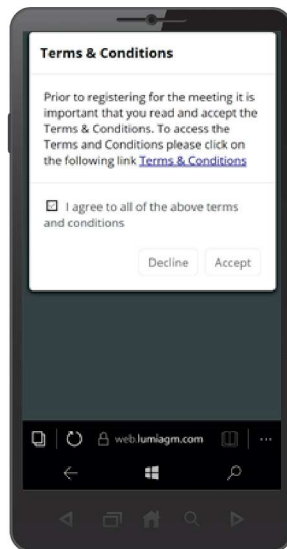 Terms & Conditions
Prior to registering for the meeting it is
important that you read and accept the
Terms & Conditions. To access the
Terms and Conditions please click on
the following link Terms & Conditions
I agree to all of the above terms
and conditions
Decline Accept
web.lumiagm.com